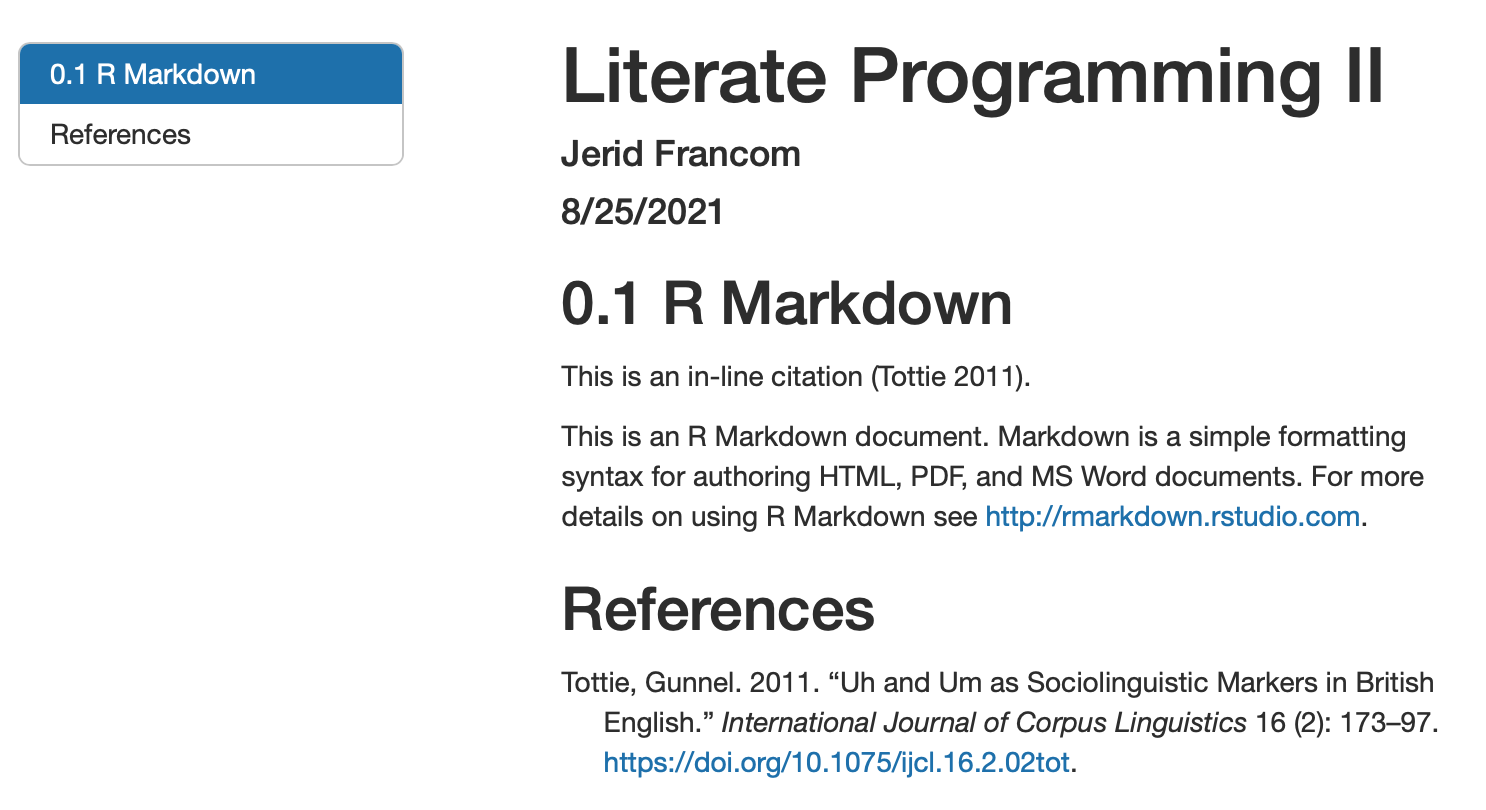 0.1 R Markdown
References
Literate Programming II
Jerid Francom
8/25/2021
0.1 R Markdown
This is an in-line citation (Tottie 2011).
This is an R Markdown document. Markdown is a simple formatting
syntax for authoring HTML, PDF, and MS Word documents. For more
details on using R Markdown see http://rmarkdown.rstudio.com.
References
Tottie, Gunnel. 2011. “Uh and Um as Sociolinguistic Markers in British
English.” International Journal of Corpus Linguistics 16 (2): 173–97.
https://doi.org/10.1075/ijcl.16.2.02tot.